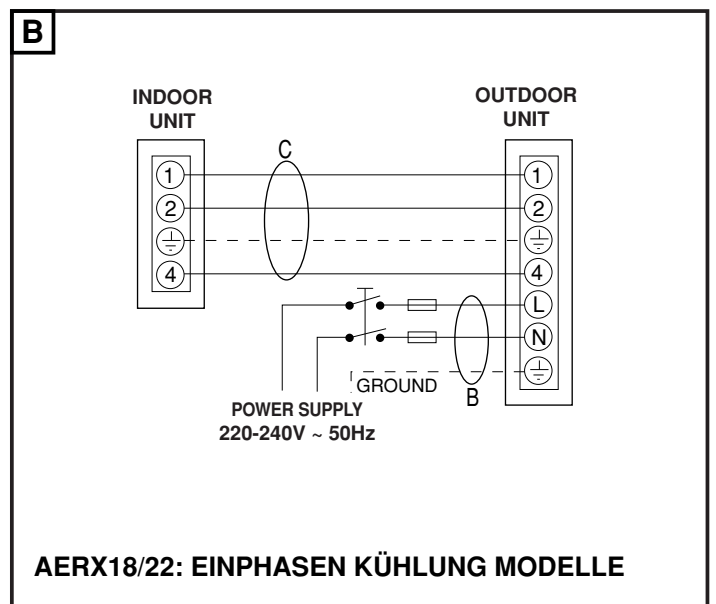 B
INDOOR
UNIT
OUTDOOR
UNIT
C
1
1
2
2
4
4
L
N
GROUND
B
POWER SUPPLY
220-240V ~ 50Hz
AERX18/22: EINPHASEN KÜHLUNG MODELLE